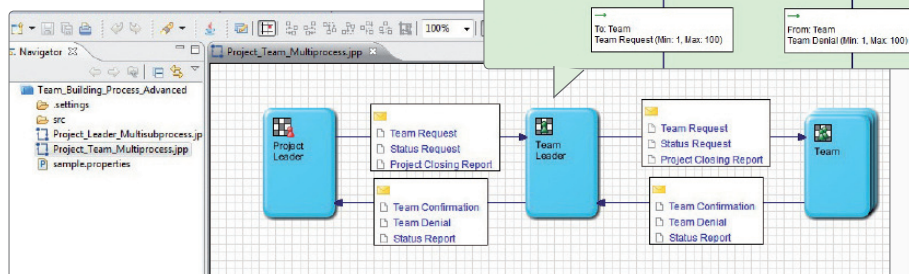 To: Team
Team Request (Min: 1, Max: 100)
From: Team
Team Denial (Min: 1, Max: 100)
100%
Navigator
Project_Team_Multiprocess.jpp
Team_Building_Process_Advanced
.settings
src
Project_Leader_Multisubprocess.jp
Project_Team_Multiprocess.jpp
sample.properties
Project
Leader
Team Request
Status Request
Project Closing Report
Team Confirmation
Team Denial
Status Report
Team
Leader
Team Request
Status Request
Project Closing Report
Team Confirmation
Team Denial
Status Report
Team